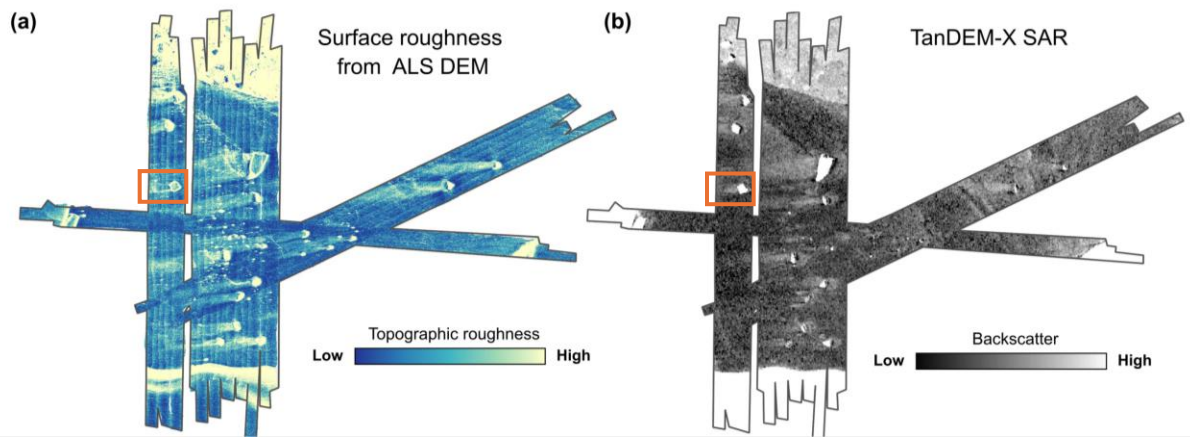 (a)
Surface roughness
from ALS DEM
Topographic roughness
Low High
(b)
TanDEM-X SAR
Backscatter
Low High